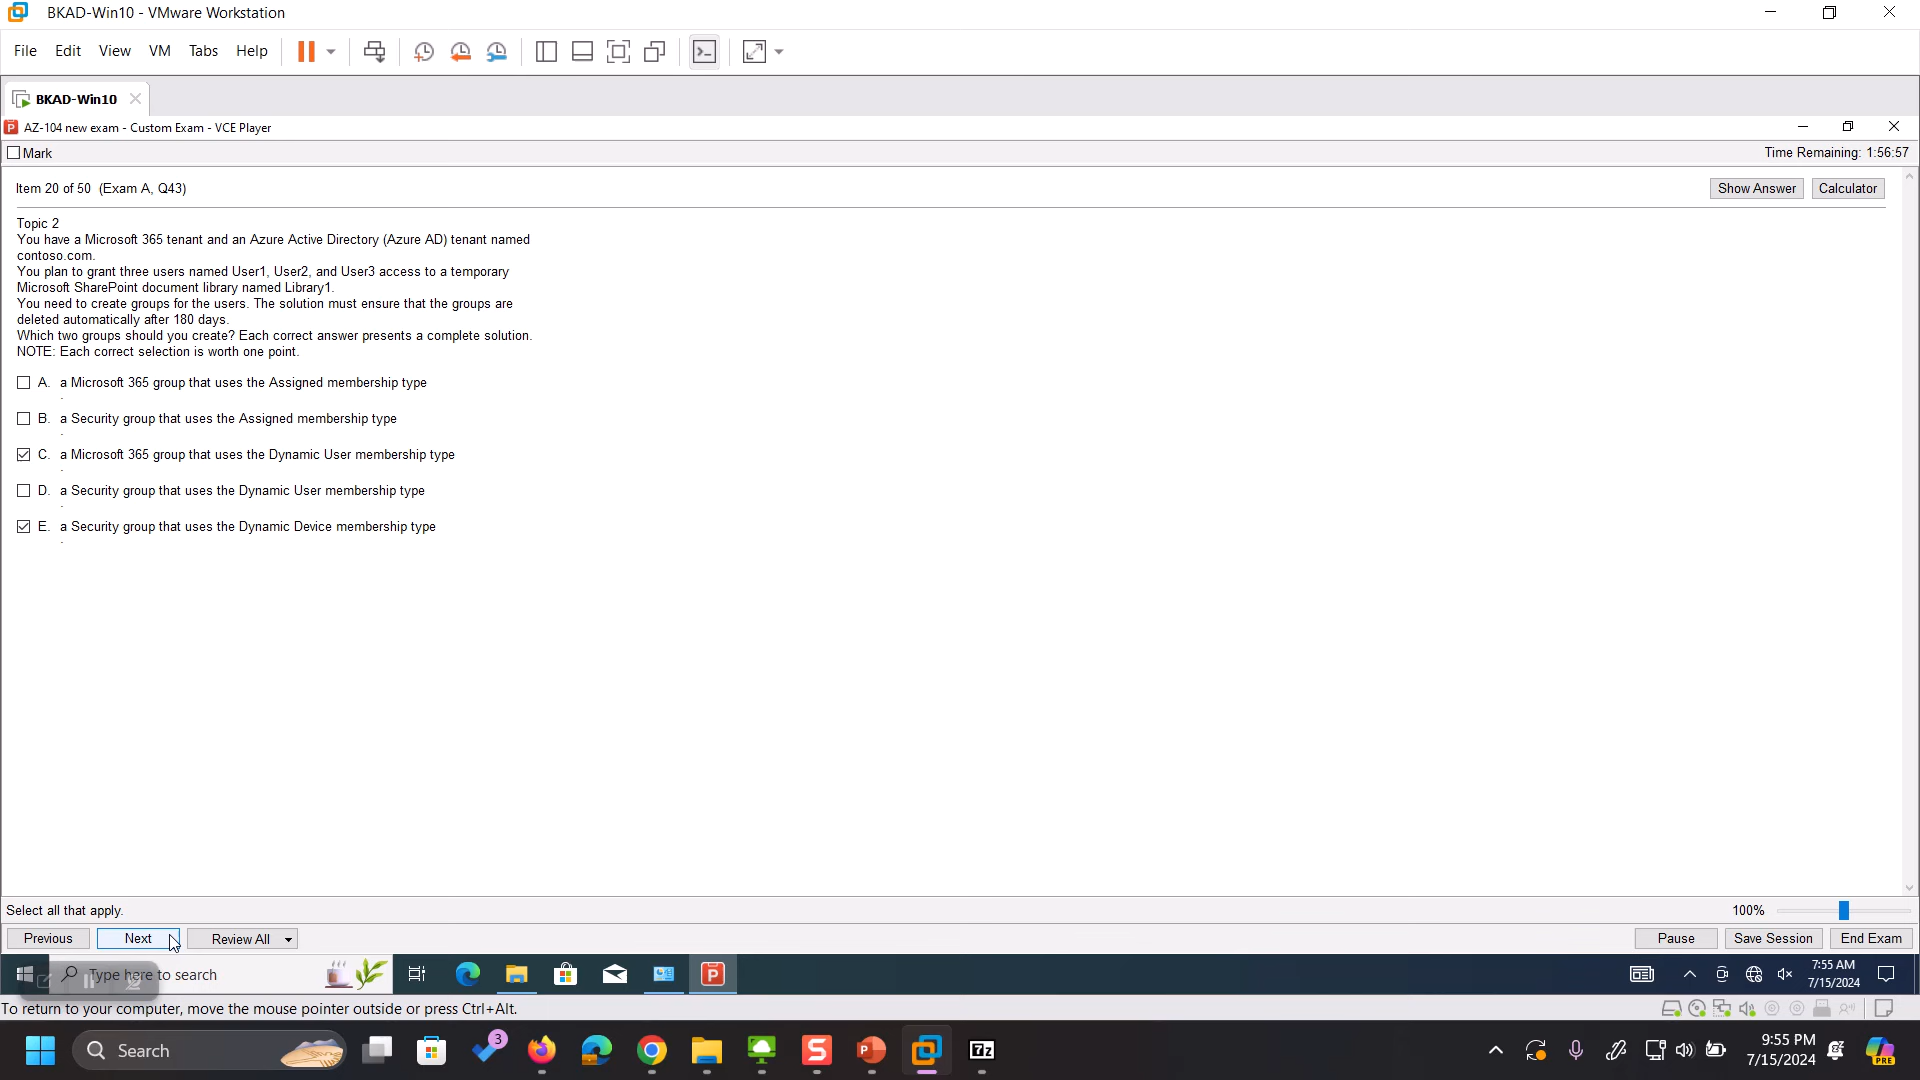 BKAD-Win10 - VMware Workstation
File Edit View VM Tabs Help
BKAD-Win10
AZ-104 new exam - Custom Exam - VCE Player
Mark
Time Remaining: 1:56:57
Item 20 of 50 (Exam A, Q43)
Show Answer
Calculator
Topic 2
You have a Microsoft 365 tenant and an Azure Active Directory (Azure AD) tenant named
contoso.com.
You plan to grant three users named User1, User2, and User3 access to a temporary
Microsoft SharePoint document library named Library1.
You need to create groups for the users. The solution must ensure that the groups are
deleted automatically after 180 days.
Which two groups should you create? Each correct answer presents a complete solution.
NOTE: Each correct selection is worth one point.
A. a Microsoft 365 group that uses the Assigned membership type
B. a Security group that uses the Assigned membership type
C. a Microsoft 365 group that uses the Dynamic User membership type
D. a Security group that uses the Dynamic User membership type
E. a Security group that uses the Dynamic Device membership type
Select all that apply.
100%
Previous
Next
Review All
Pause
Save Session
End Exam
Type here to search
7:55 AM
7/15/2024
To return to your computer, move the mouse pointer outside or press Ctrl+Alt.
Search
3
7z
9:55 PM
7/15/2024
PRE